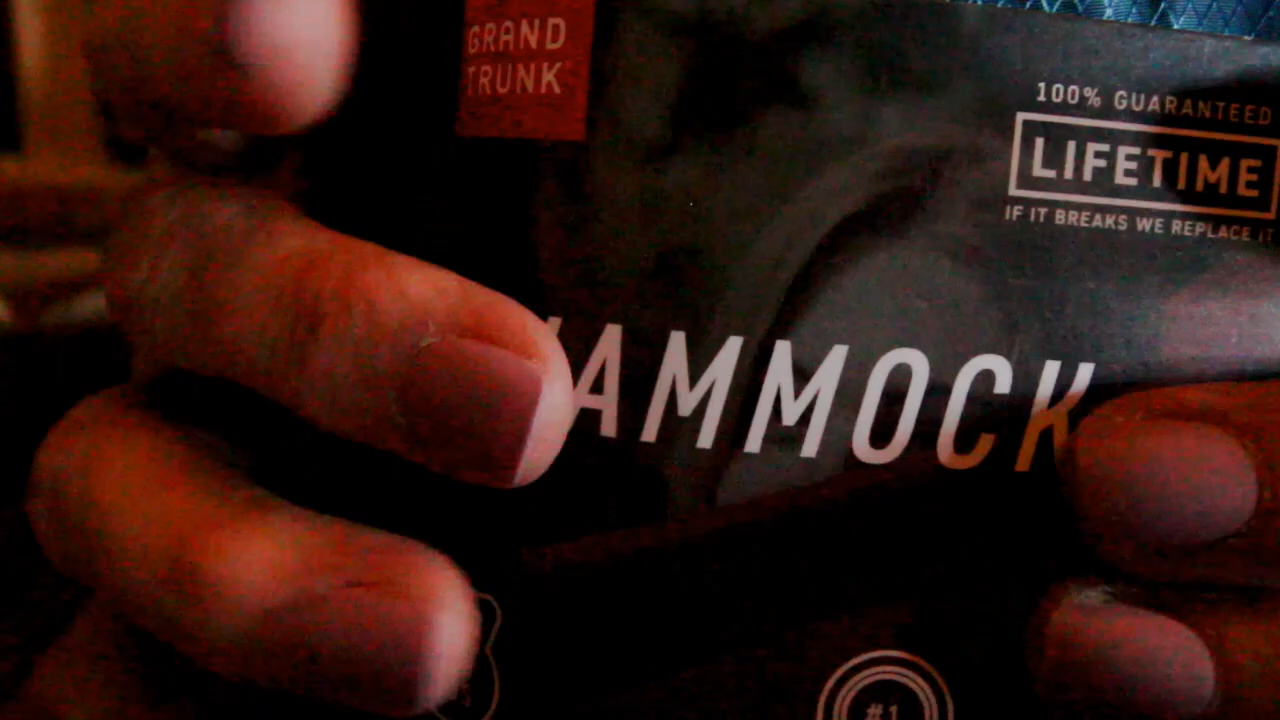 GRAND
TRUNK
100% GUARANTEED
LIFETIME
IF IT BREAKS WE REPLACE IT
AMMOCK
#1